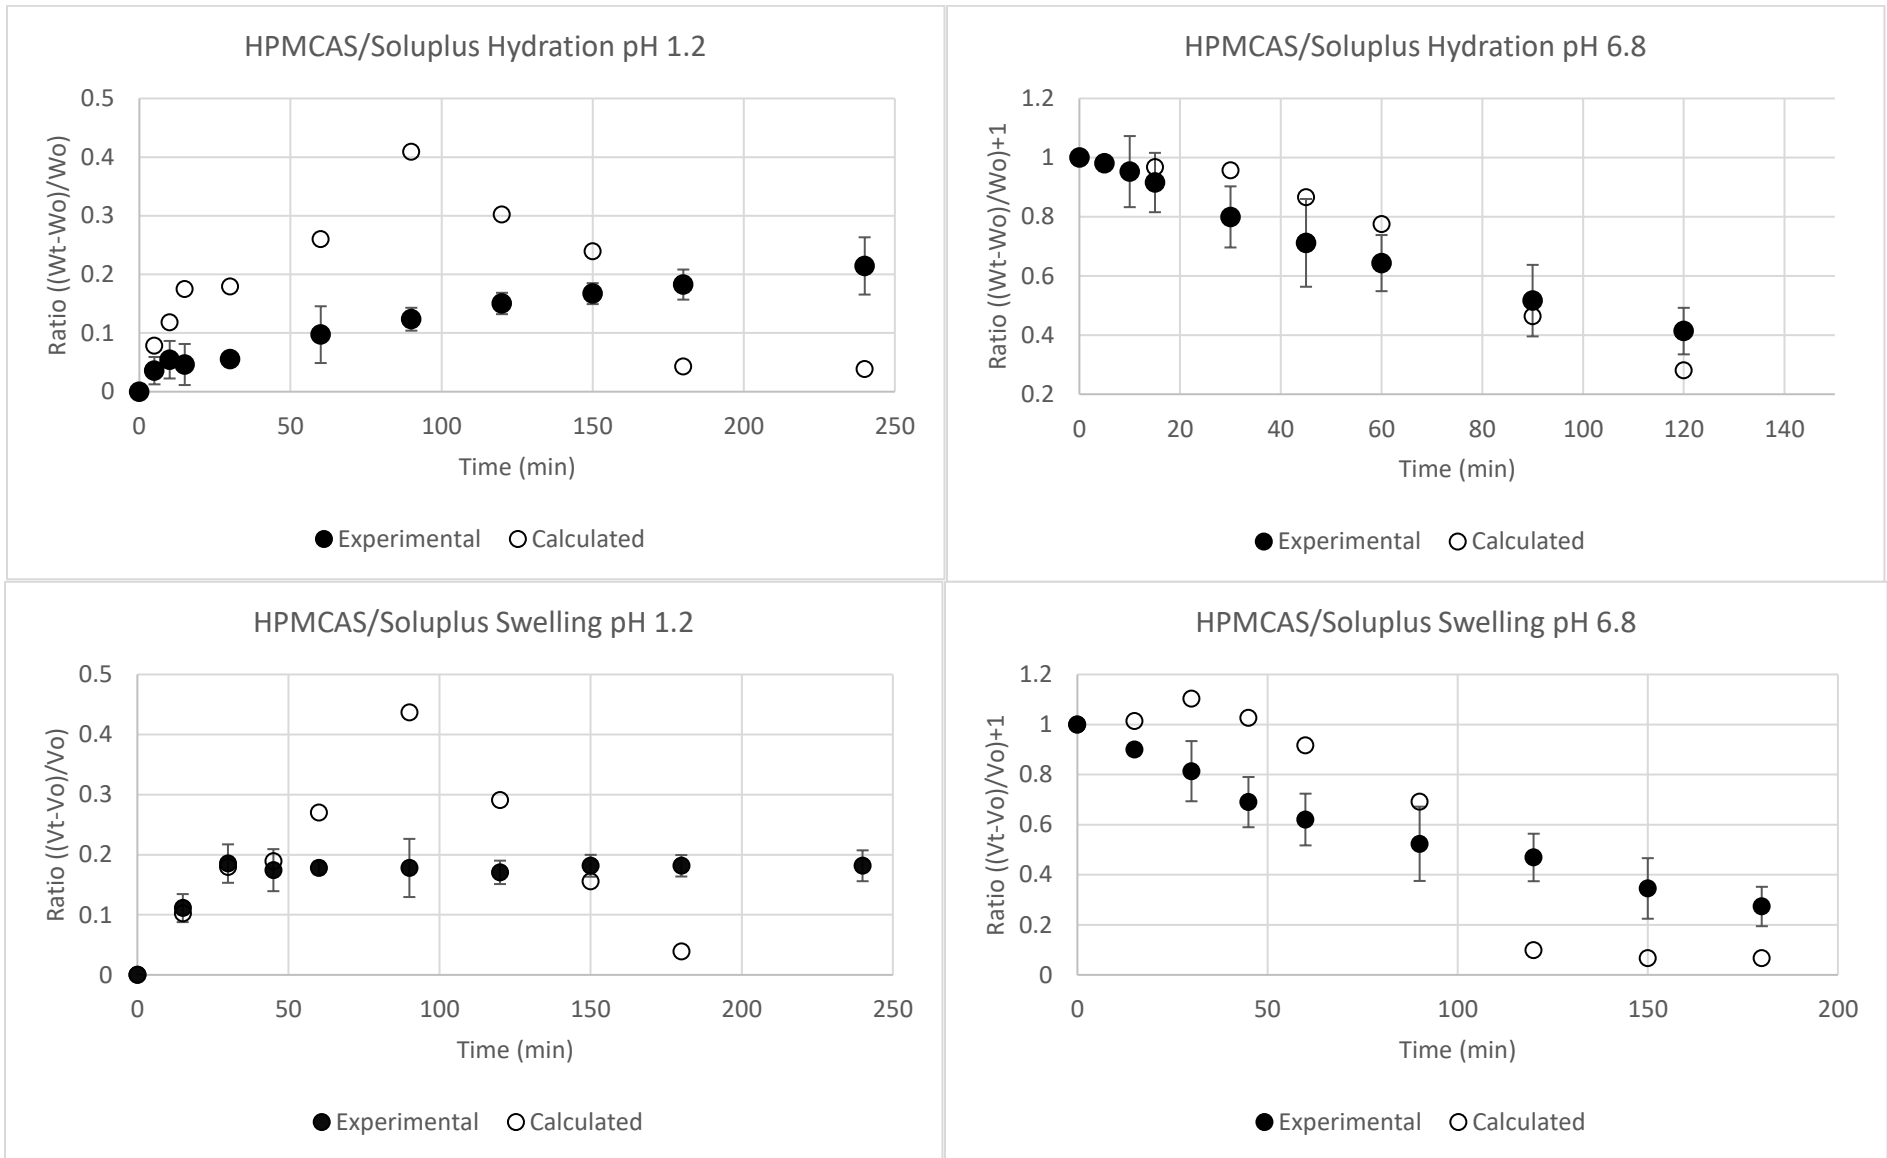 HPMCAS/Soluplus Hydration pH 1.2
Ratio ((Wt-Wo)/Wo)
0.5
0.4
0.3
0.2
0.1
0
0 50 100 150 200 250
Time (min)
Experimental Calculated
HPMCAS/Soluplus Hydration pH 6.8
Ratio ((Wt-Wo)/Wo)+1
1.2
1
0.8
0.6
0.4
0.2
0 20 40 60 80 100 120 140
Time (min)
Experimental Calculated
HPMCAS/Soluplus Swelling pH 1.2
Ratio ((Vt-Vo)/Vo)
0.5
0.4
0.3
0.2
0.1
0
0 50 100 150 200 250
Time (min)
Experimental Calculated
HPMCAS/Soluplus Swelling pH 6.8
Ratio ((Vt-Vo)/Vo)+1
1.2
1
0.8
0.6
0.4
0.2
0
0 50 100 150 200
Time (min)
Experimental Calculated